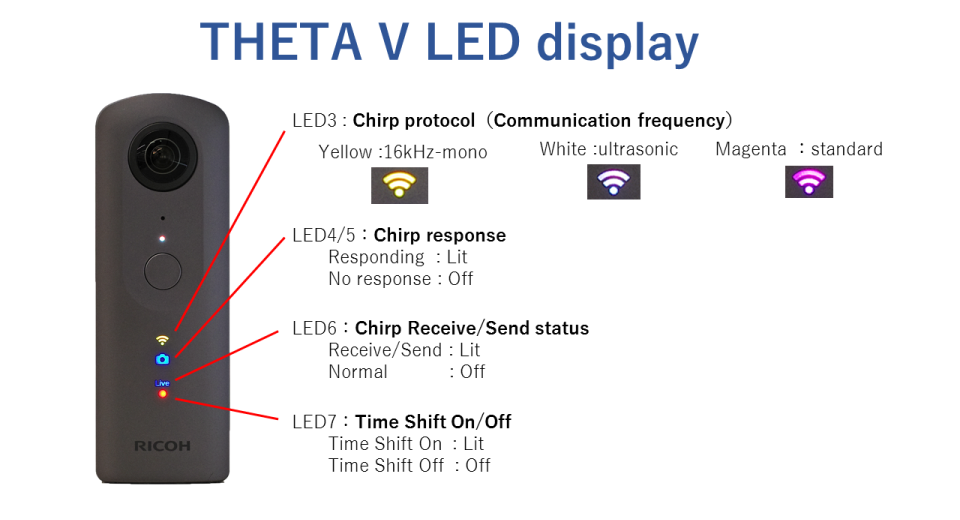 THETA V LED display
LED3 : Chirp protocol（Communication frequency）
Yellow :16kHz-mono
White :ultrasonic
Magenta ：standard
LED4/5：Chirp response
Responding : Lit
No response : Off
LED6：Chirp Receive/Send status
Receive/Send : Lit
Normal : Off
Live
LED7：Time Shift On/Off
Time Shift On : Lit
Time Shift Off : Off
RICOH